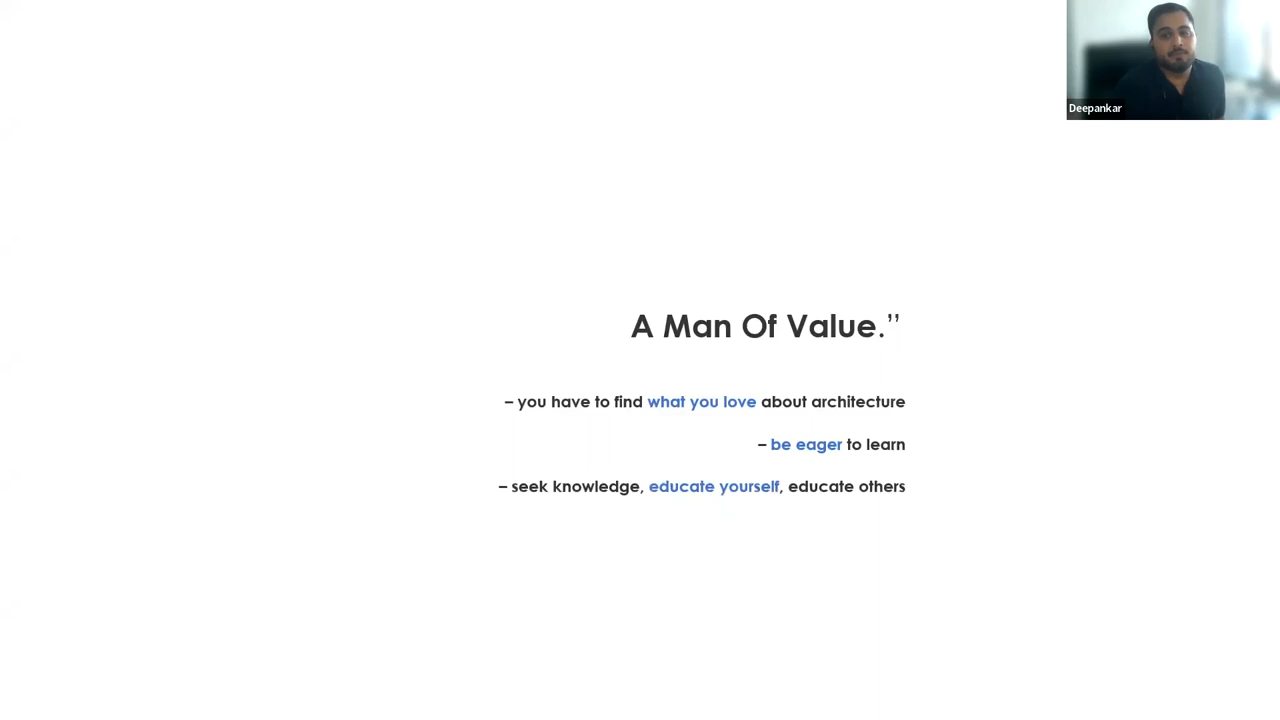 Deepankar
A Man Of Value.”
– you have to find what you love about architecture
– be eager to learn
– seek knowledge, educate yourself, educate others